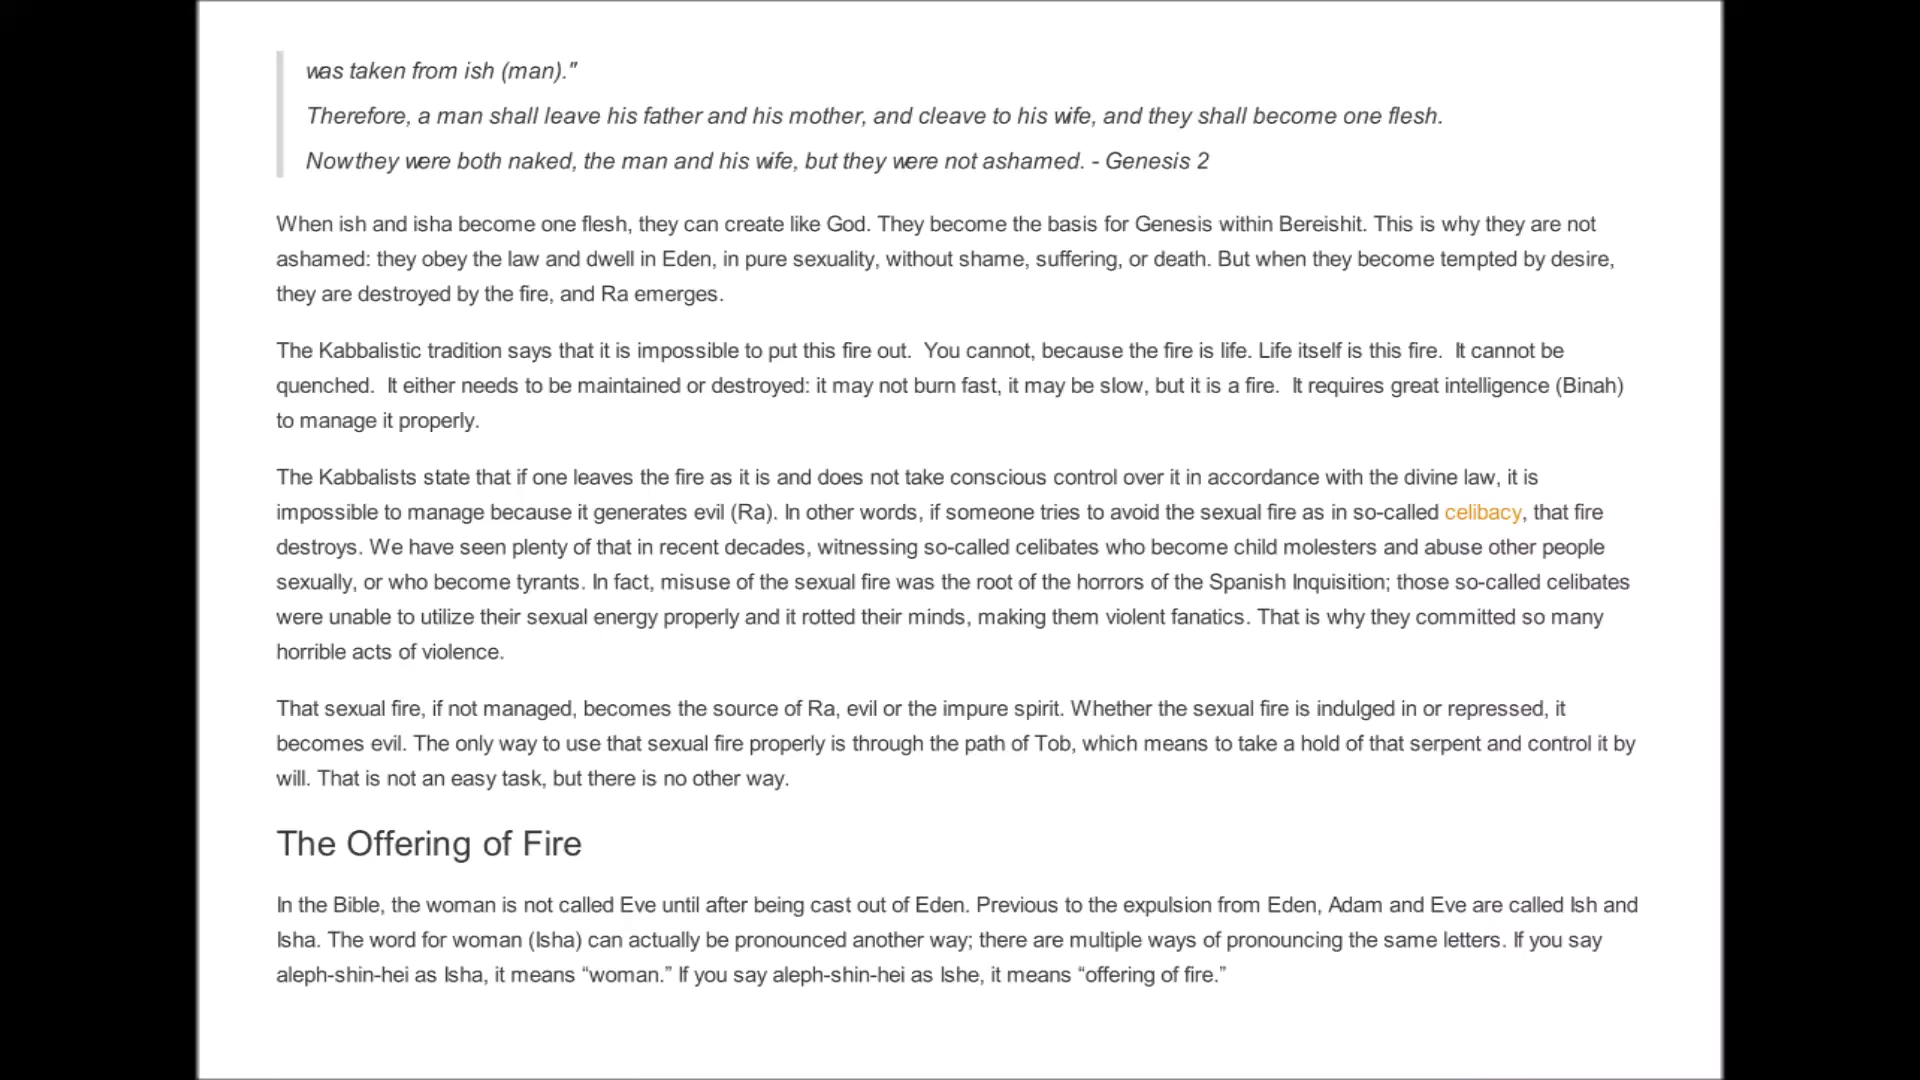 was taken from ish (man)."
Therefore, a man shall leave his father and his mother, and cleave to his wife, and they shall become one flesh.
Now they were both naked, the man and his wife, but they were not ashamed. - Genesis 2
When ish and isha become one flesh, they can create like God. They become the basis for Genesis within Bereishit. This is why they are not
ashamed: they obey the law and dwell in Eden, in pure sexuality, without shame, suffering, or death. But when they become tempted by desire,
they are destroyed by the fire, and Ra emerges.
The Kabbalistic tradition says that it is impossible to put this fire out.  You cannot, because the fire is life. Life itself is this fire.  It cannot be
quenched.  It either needs to be maintained or destroyed: it may not burn fast, it may be slow, but it is a fire.  It requires great intelligence (Binah)
to manage it properly.
The Kabbalists state that if one leaves the fire as it is and does not take conscious control over it in accordance with the divine law, it is
impossible to manage because it generates evil (Ra). In other words, if someone tries to avoid the sexual fire as in so-called celibacy, that fire
destroys. We have seen plenty of that in recent decades, witnessing so-called celibates who become child molesters and abuse other people
sexually, or who become tyrants. In fact, misuse of the sexual fire was the root of the horrors of the Spanish Inquisition; those so-called celibates
were unable to utilize their sexual energy properly and it rotted their minds, making them violent fanatics. That is why they committed so many
horrible acts of violence.
That sexual fire, if not managed, becomes the source of Ra, evil or the impure spirit. Whether the sexual fire is indulged in or repressed, it
becomes evil. The only way to use that sexual fire properly is through the path of Tob, which means to take a hold of that serpent and control it by
will. That is not an easy task, but there is no other way.
The Offering of Fire
In the Bible, the woman is not called Eve until after being cast out of Eden. Previous to the expulsion from Eden, Adam and Eve are called Ish and
Isha. The word for woman (Isha) can actually be pronounced another way; there are multiple ways of pronouncing the same letters. If you say
aleph-shin-hei as Isha, it means “woman.” If you say aleph-shin-hei as Ishe, it means “offering of fire.”